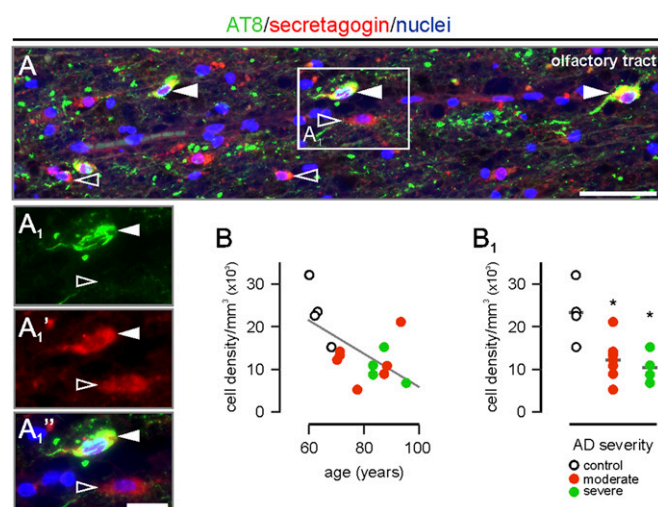 AT8/secretagogin/nuclei
A
olfactory tract
A₁
A₁
A₁'
A₁''
B
cell density/mm³ (x10³)
30
20
10
0
60 80 100
age (years)
B₁
cell density/mm³ (x10³)
30
20
10
0
* *
AD severity
control
moderate
severe